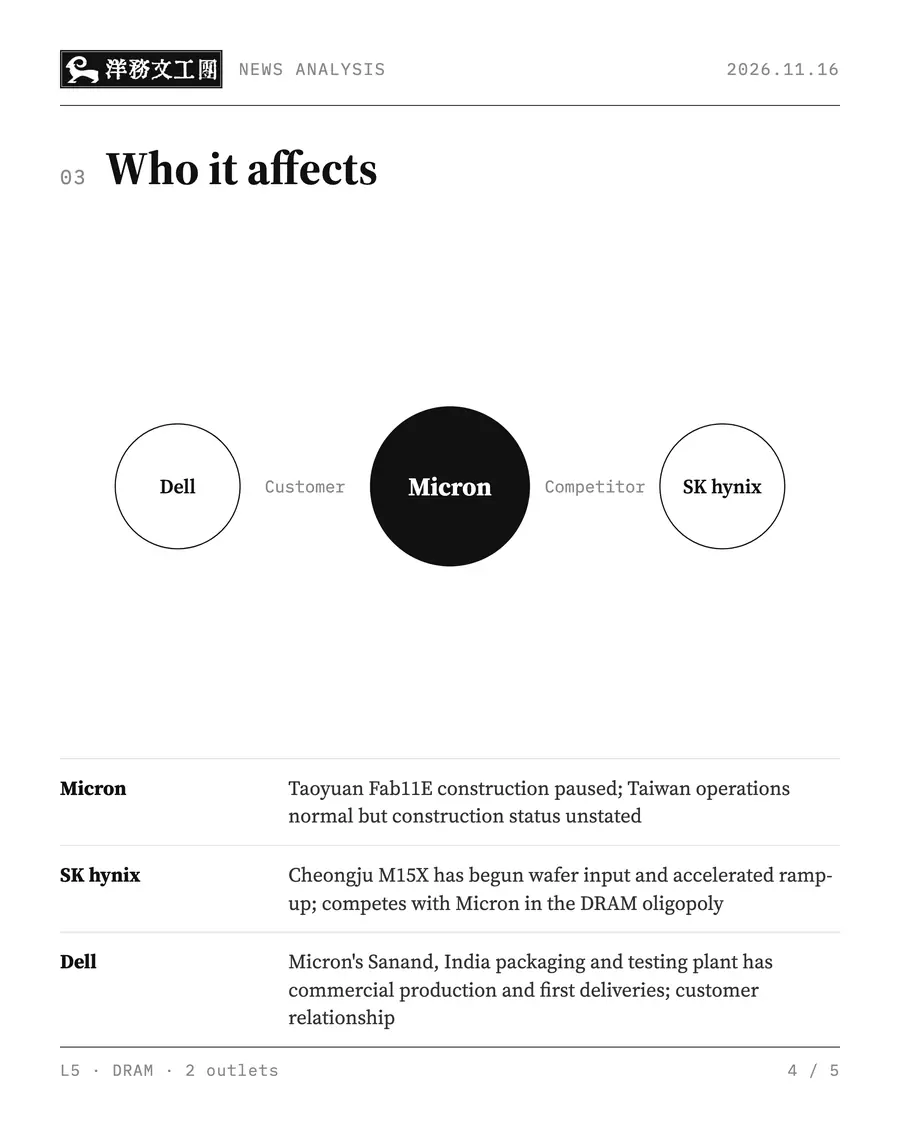 洋務文工團 NEWS ANALYSIS 2026.11.16
03 Who it affects
Dell Customer Micron Competitor SK hynix
Micron Taoyuan Fab11E construction paused; Taiwan operations
normal but construction status unstated
SK hynix Cheongju M15X has begun wafer input and accelerated ramp-
up; competes with Micron in the DRAM oligopoly
Dell Micron's Sanand, India packaging and testing plant has
commercial production and first deliveries; customer
relationship
L5 · DRAM · 2 outlets 4 / 5